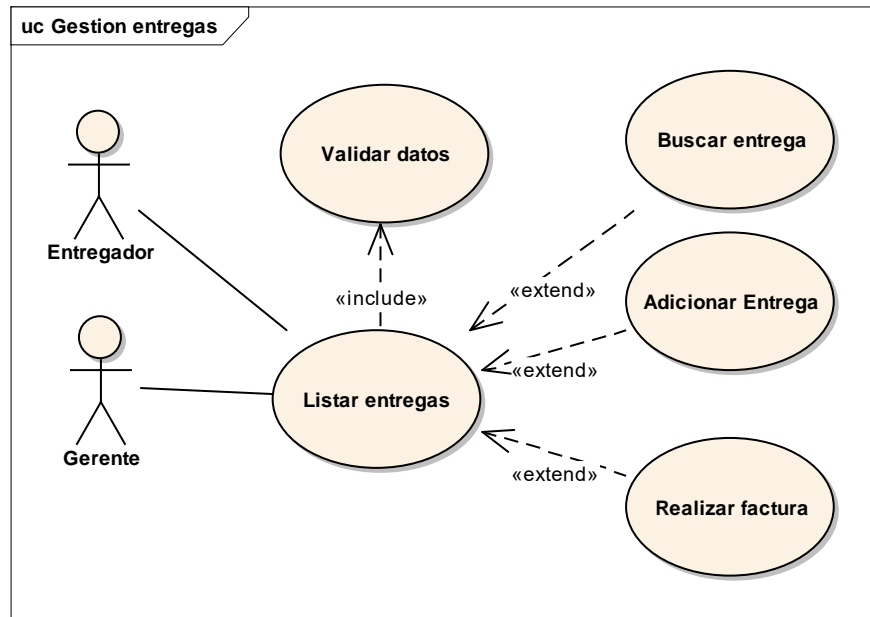 uc Gestion entregas
Validar datos
Buscar entrega
Entregador
«include»
«extend»
Adicionar Entrega
«extend»
Listar entregas
Gerente
«extend»
Realizar factura